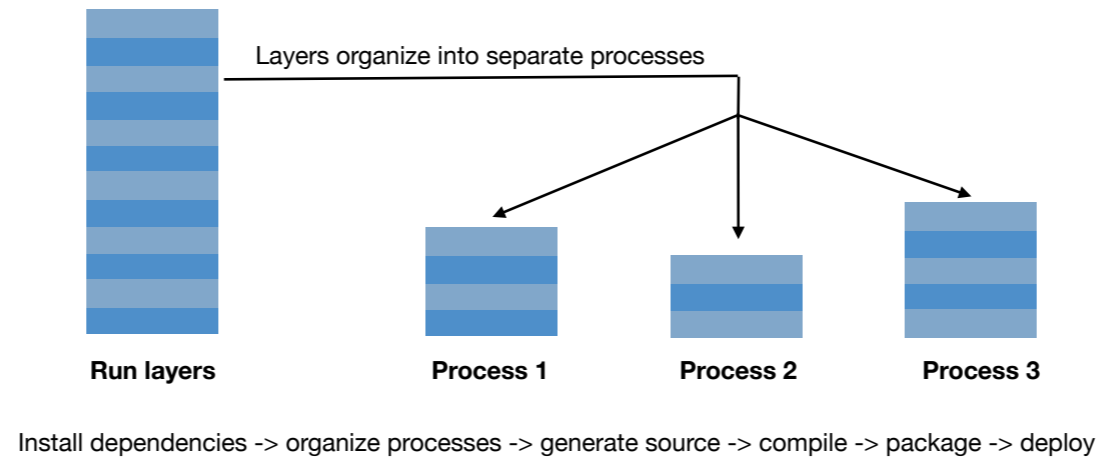 Layers organize into separate processes
Run layers
Process 1
Process 2
Process 3
Install dependencies -> organize processes -> generate source -> compile -> package -> deploy